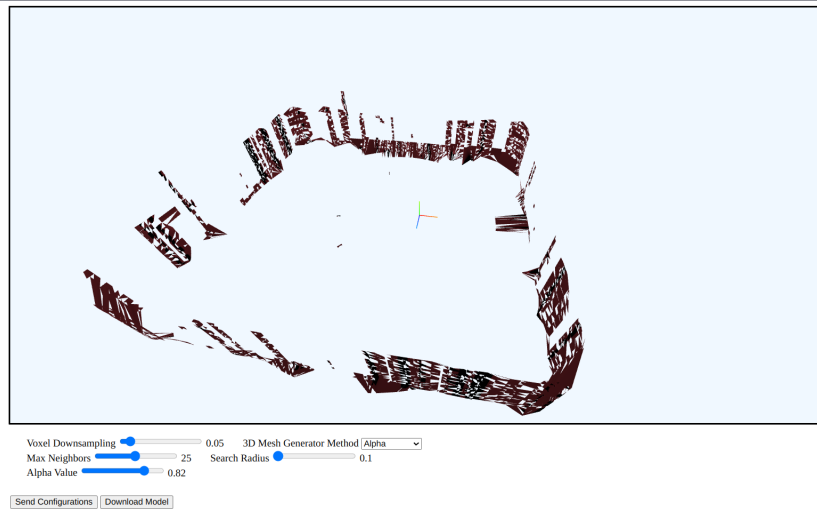 Voxel Downsampling 0.05 3D Mesh Generator Method Alpha
Max Neighbors 25 Search Radius 0.1
Alpha Value 0.82
Send Configurations Download Model